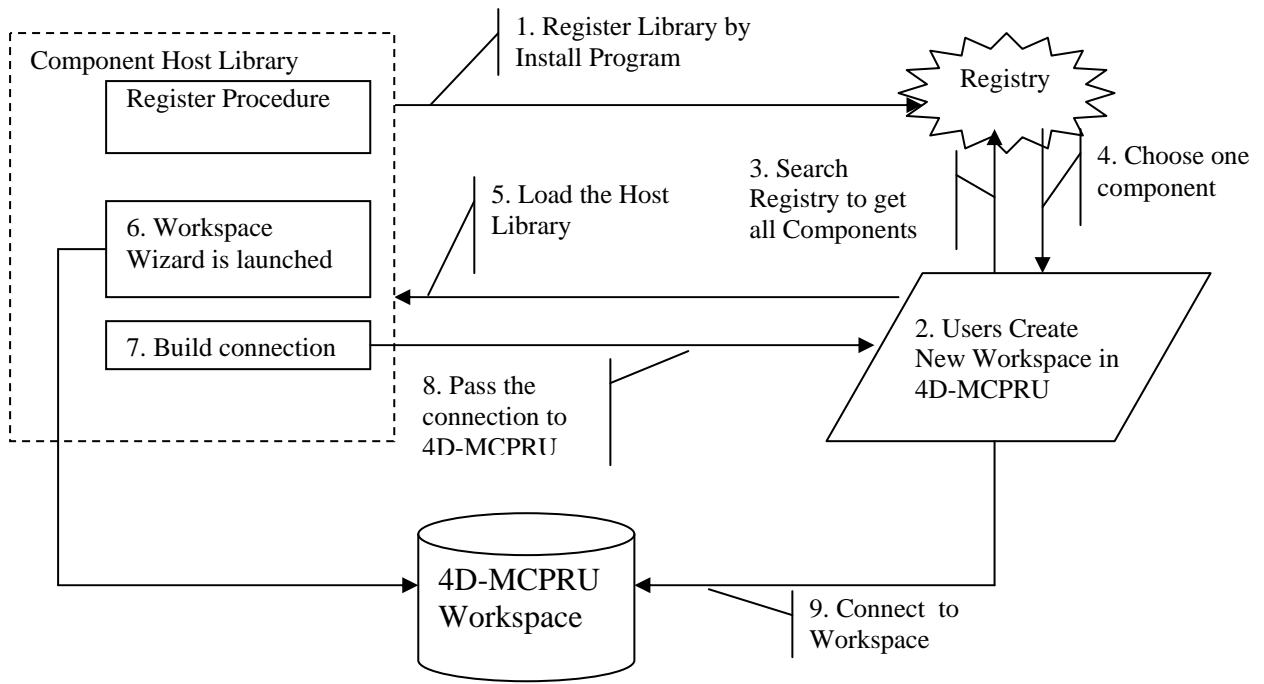 1. Register Library by
Install Program
Component Host Library
Register Procedure
Registry
3. Search
Registry to get
all Components
4. Choose one
component
5. Load the Host
Library
6. Workspace
Wizard is launched
7. Build connection
2. Users Create
New Workspace in
4D-MCPRU
8. Pass the
connection to
4D-MCPRU
4D-MCPRU
Workspace
9. Connect to
Workspace